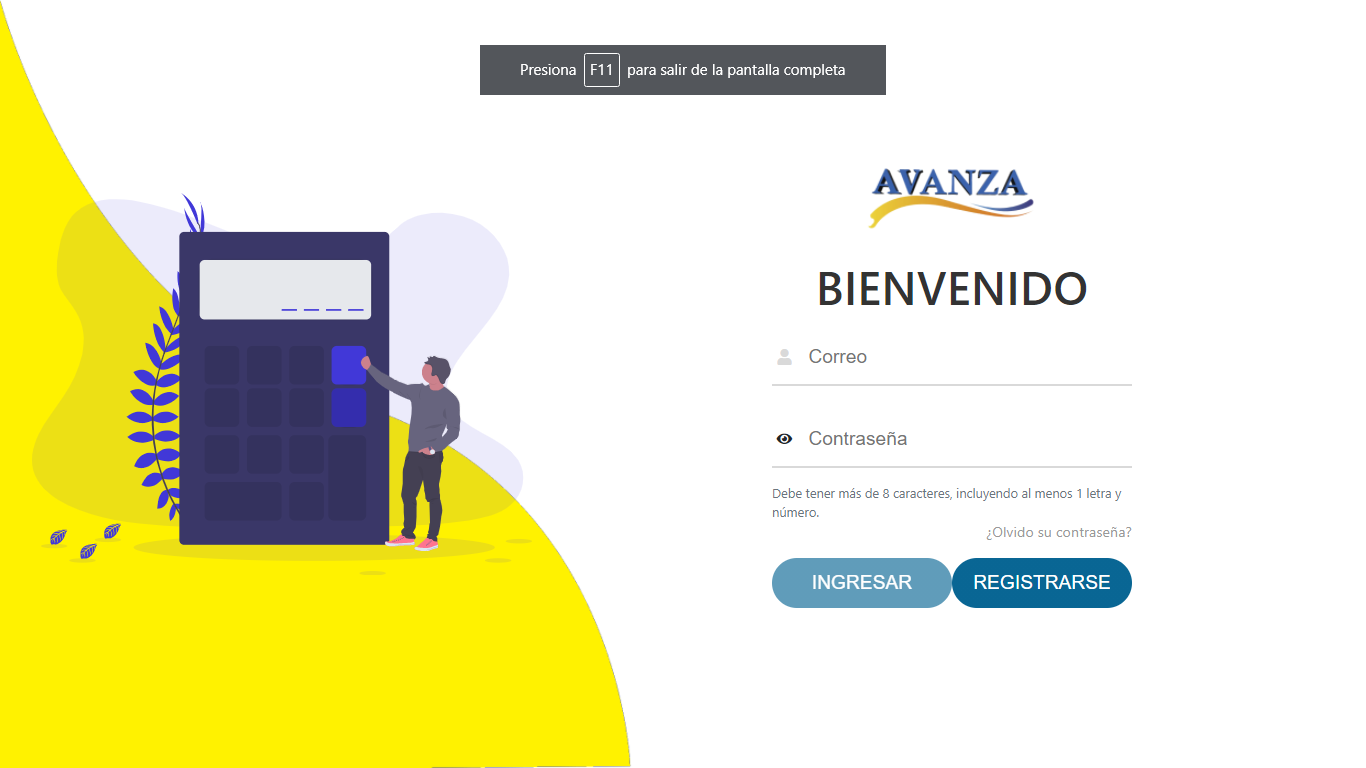 Presiona F11 para salir de la pantalla completa
AVANZA
BIENVENIDO
Correo
Contraseña
Debe tener más de 8 caracteres, incluyendo al menos 1 letra y
número.
¿Olvido su contraseña?
INGRESAR REGISTRARSE